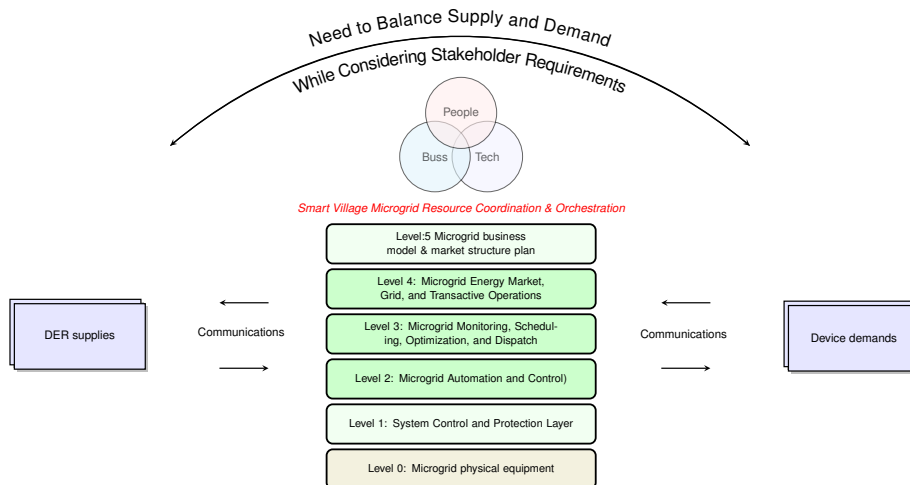 Need to Balance Supply and Demand
While Considering Stakeholder Requirements
People
Buss
Tech
Smart Village Microgrid Resource Coordination & Orchestration
Level:5 Microgrid business
model & market structure plan
Level 4: Microgrid Energy Market,
Grid, and Transactive Operations
DER supplies
Communications
Level 3: Microgrid Monitoring, Schedul-
ing, Optimization, and Dispatch
Communications
Device demands
Level 2: Microgrid Automation and Control)
Level 1: System Control and Protection Layer
Level 0: Microgrid physical equipment